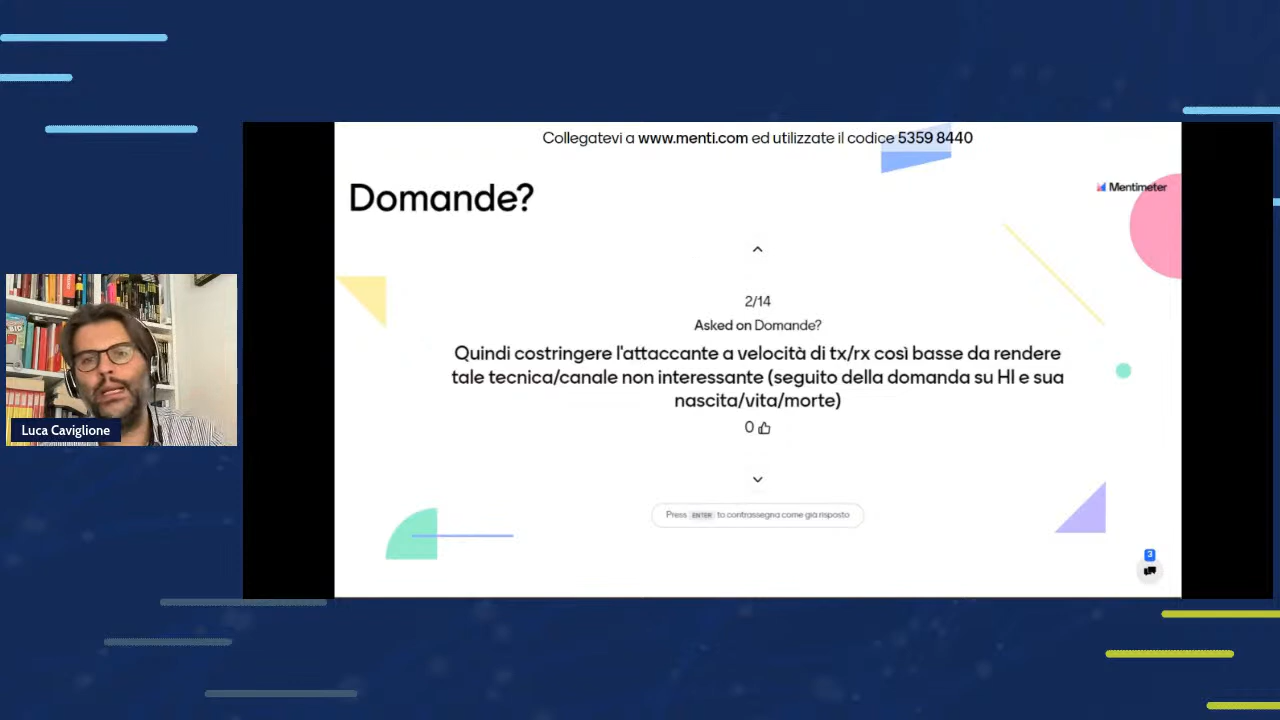 Collegatevi a www.menti.com ed utilizzate il codice 5359 8440
Domande?
Mentimeter
2/14
Asked on Domande?
Quindi costringere l'attaccante a velocità di tx/rx così basse da rendere
tale tecnica/canale non interessante (seguito della domanda su HI e sua
nascita/vita/morte)
0
Press ENTER to contrassegna come già risposto
3
Luca Caviglione